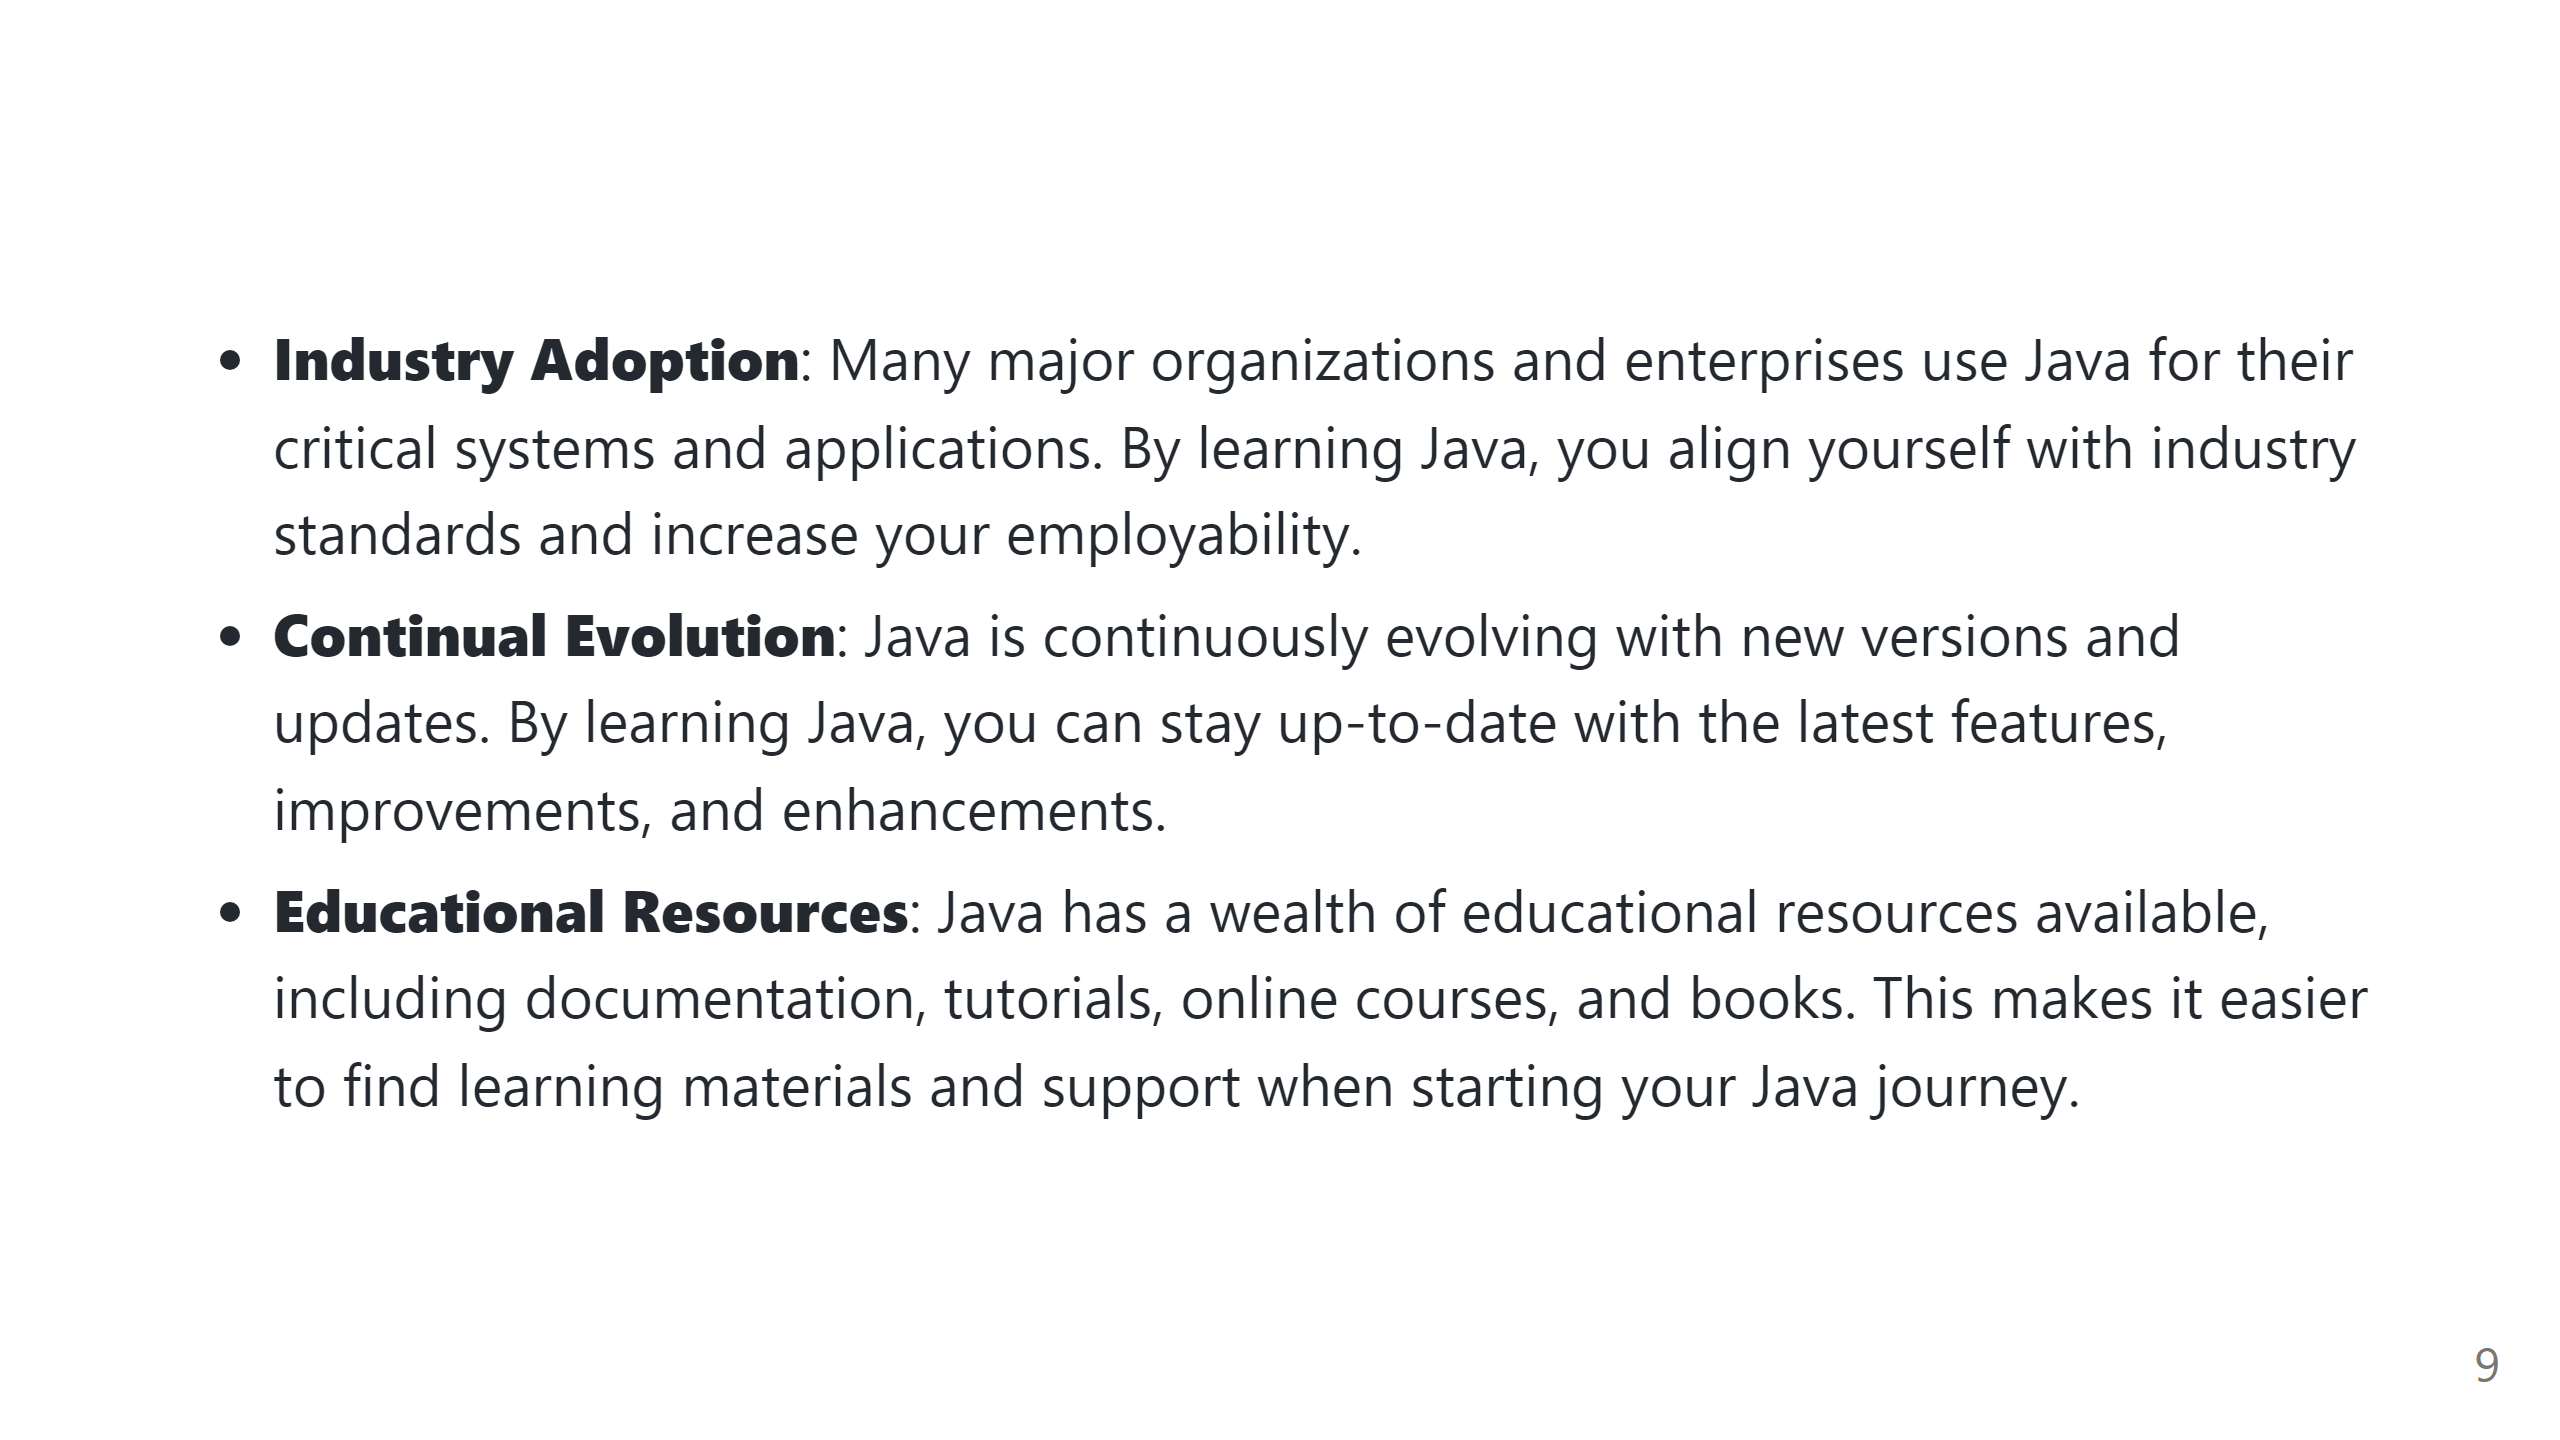 • Industry Adoption: Many major organizations and enterprises use Java for their
critical systems and applications. By learning Java, you align yourself with industry
standards and increase your employability.
• Continual Evolution: Java is continuously evolving with new versions and
updates. By learning Java, you can stay up-to-date with the latest features,
improvements, and enhancements.
• Educational Resources: Java has a wealth of educational resources available,
including documentation, tutorials, online courses, and books. This makes it easier
to find learning materials and support when starting your Java journey.
9